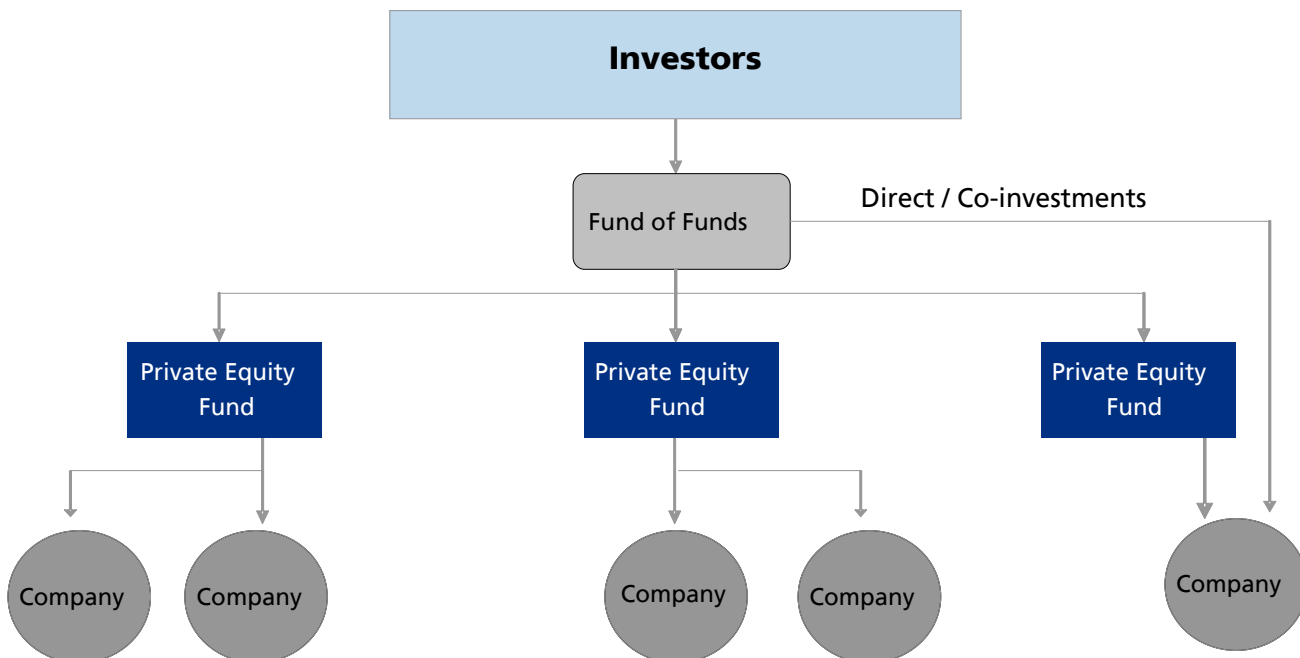 Investors
Direct / Co-investments
Fund of Funds
Private Equity
Fund
Private Equity
Fund
Private Equity
Fund
Company
Company
Company
Company
Company